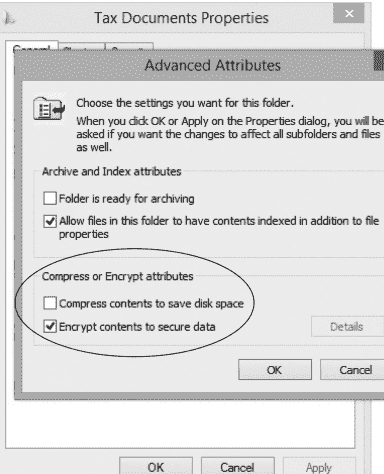 Tax Documents Properties
Advanced Attributes
Choose the settings you want for this folder.
When you click OK or Apply on the Properties dialog, you will be
asked if you want the changes to affect all subfolders and files
as well.
Archive and Index attributes
Folder is ready for archiving
Allow files in this folder to have contents indexed in addition to file
properties
Compress or Encrypt attributes
Compress contents to save disk space
Encrypt contents to secure data
Details
OK
Cancel
OK
Cancel
Apply